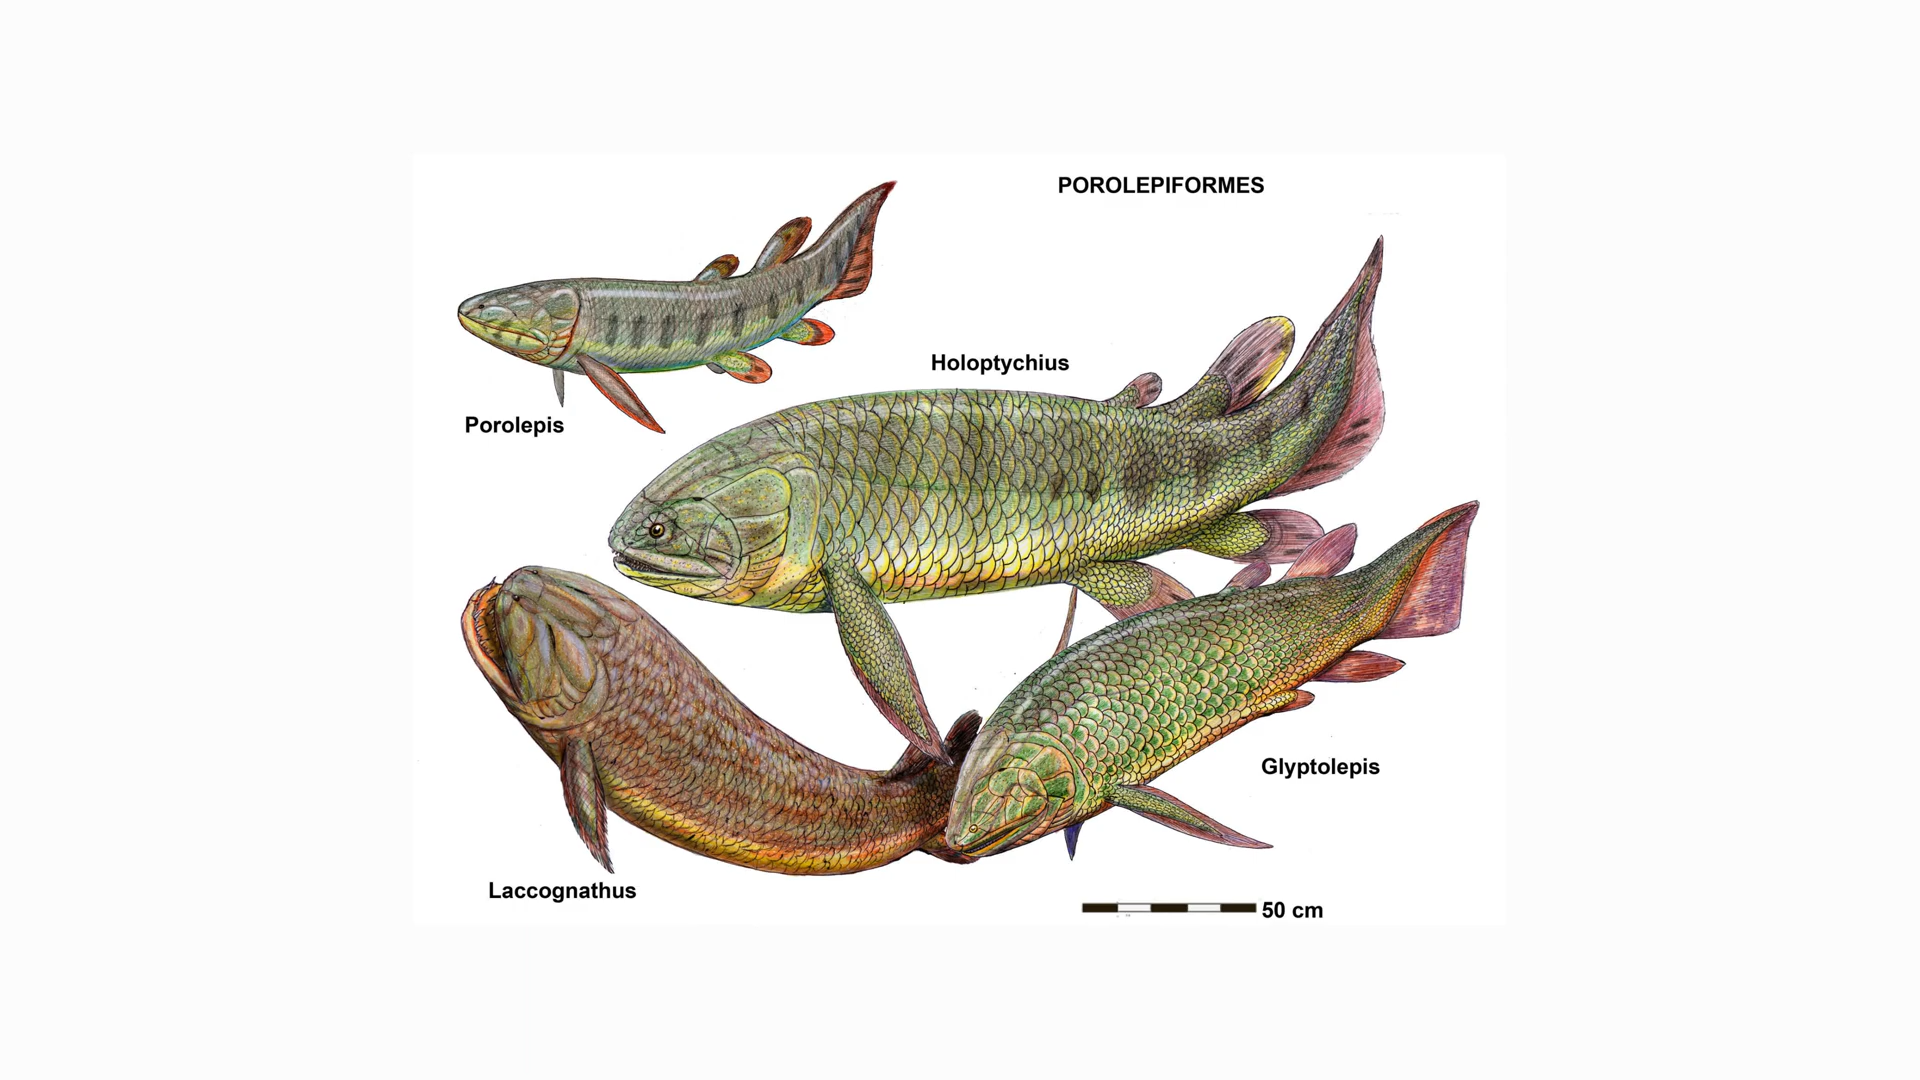 POROLEPIFORMES
Holoptychius
Porolepis
Glyptolepis
Laccognathus
50 cm